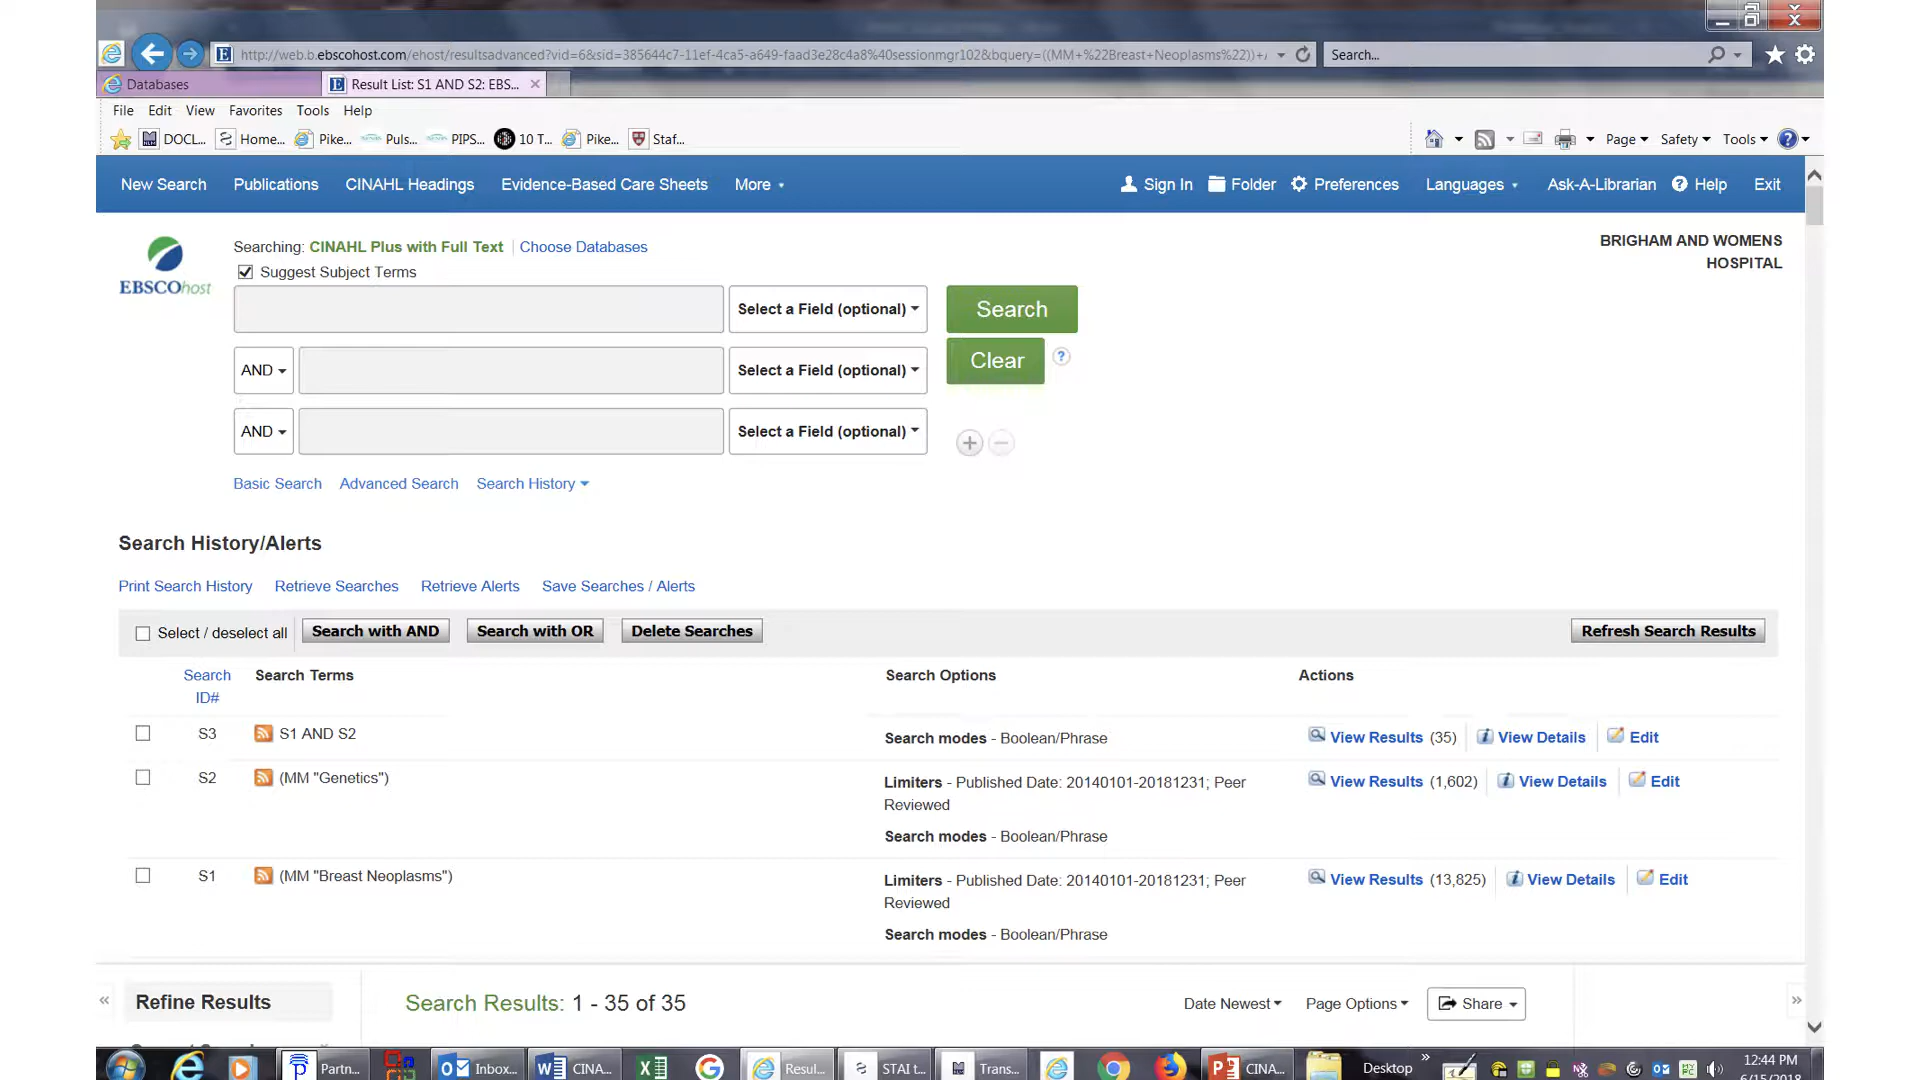 http://web.b.ebscohost.com/ehost/resultsadvanced?vid=6&sid=385644c7-11ef-4ca5-a649-faad3e28c4a8%40sessionmgr102&bquery=((MM+%22Breast+Neoplasms%22))+
Search...
Databases
Result List: S1 AND S2: EBS...
File Edit View Favorites Tools Help
DOCL... Home... Pike... Puls... PIPS... 10 T... Pike... Staf...
Page Safety Tools
New Search Publications CINAHL Headings Evidence-Based Care Sheets More
Sign In Folder Preferences Languages Ask-A-Librarian Help Exit
EBSCOhost
Searching: CINAHL Plus with Full Text Choose Databases
Suggest Subject Terms
BRIGHAM AND WOMENS
HOSPITAL
Select a Field (optional) Search
AND Select a Field (optional) Clear ?
AND Select a Field (optional)
Basic Search Advanced Search Search History
Search History/Alerts
Print Search History Retrieve Searches Retrieve Alerts Save Searches / Alerts
Select / deselect all Search with AND Search with OR Delete Searches Refresh Search Results
Search ID# Search Terms Search Options Actions
S3 S1 AND S2 Search modes - Boolean/Phrase View Results (35) View Details Edit
S2 (MM "Genetics") Limiters - Published Date: 20140101-20181231; Peer Reviewed View Results (1,602) View Details Edit
Search modes - Boolean/Phrase
S1 (MM "Breast Neoplasms") Limiters - Published Date: 20140101-20181231; Peer Reviewed View Results (13,825) View Details Edit
Search modes - Boolean/Phrase
Refine Results
Search Results: 1 - 35 of 35
Date Newest Page Options Share
Partn... Inbox... CINA... Resul... STAI t... Trans... CINA... Desktop
12:44 PM
6/15/2018